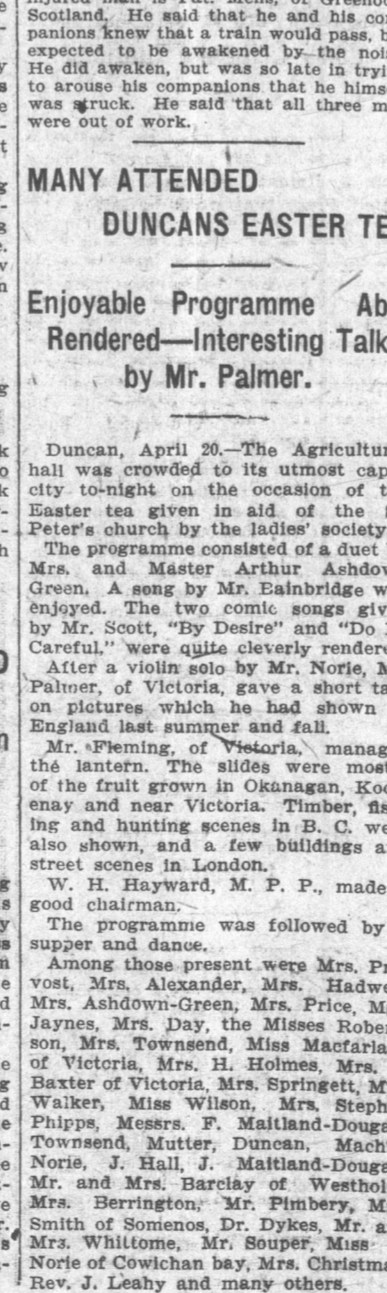 Scotland. He said that he and his co
panions knew that a train would pass, b
expected to be awakened by the noi
He did awaken, but was so late in tryi
to arouse his companions that he himse
was struck. He said that all three m
were out of work.
MANY ATTENDED
DUNCANS EASTER TE
Enjoyable Programme Ab
Rendered—Interesting Talk
by Mr. Palmer.
Duncan, April 20.—The Agricultur
hall was crowded to its utmost cap
city to-night on the occasion of t
Easter tea given in aid of the
Peter's church by the ladies' society
The programme consisted of a duet
Mrs. and Master Arthur Ashdow
Green. A song by Mr. Eainbridge w
enjoyed. The two comic songs giv
by Mr. Scott, "By Desire" and "Do
Careful," were quite cleverly rendere
After a violin solo by Mr. Norie, M
Palmer, of Victoria, gave a short ta
on pictures which he had shown
England last summer and fall.
Mr. Fleming, of Victoria, manag
the lantern. The slides were most
of the fruit grown in Okanagan, Koo
enay and near Victoria. Timber, fis
ing and hunting scenes in B. C. we
also shown, and a few buildings a
street scenes in London.
W. H. Hayward, M. P. P., made
good chairman.
The programme was followed by
supper and dance.
Among those present were Mrs. Pr
vost, Mrs. Alexander, Mrs. Hadwe
Mrs. Ashdown-Green, Mrs. Price, M
Jaynes, Mrs. Day, the Misses Rober
son, Mrs. Townsend, Miss Macfarla
of Victoria, Mrs. H. Holmes, Mrs.
Baxter of Victoria, Mrs. Springett, M
Walker, Miss Wilson, Mrs. Steph
Phipps, Messrs. F. Maitland-Douga
Townsend, Mutter, Duncan, Mach
Norie, J. Hall, J. Maitland-Douga
Mr. and Mrs. Barclay of Westhol
Mrs. Berrington, Mr. Pimbery, M
Smith of Somenos, Dr. Dykes, Mr. a
Mrs. Whittome, Mr. Souper, Miss
Norie of Cowichan bay, Mrs. Christma
Rev. J. Leahy and many others.